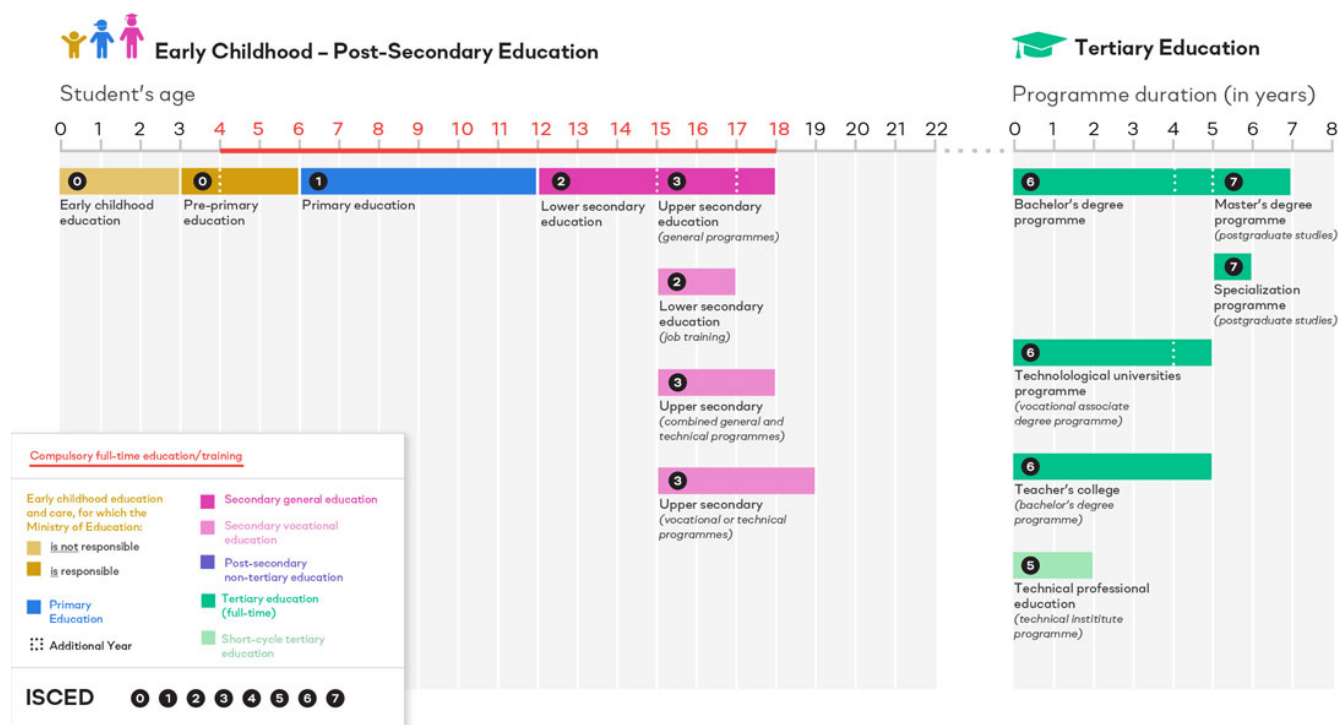 Early Childhood – Post-Secondary Education
Student's age
0 1 2 3 4 5 6 7 8 9 10 11 12 13 14 15 16 17 18 19 20 21 22
0
Early childhood
education
0
Pre-primary
education
1
Primary education
2
Lower secondary
education
3
Upper secondary
education
(general programmes)
2
Lower secondary
education
(job training)
3
Upper secondary
(combined general and
technical programmes)
3
Upper secondary
(vocational or technical
programmes)
Tertiary Education
Programme duration (in years)
0 1 2 3 4 5 6 7 8
6
Bachelor's degree
programme
7
Master's degree
programme
(postgraduate studies)
7
Specialization
programme
(postgraduate studies)
6
Technolological universities
programme
(vocational associate
degree programme)
6
Teacher's college
(bachelor's degree
programme)
5
Technical professional
education
(technical instititute
programme)
Compulsory full-time education/training
Early childhood education
and care, for which the
Ministry of Education:
is not responsible
is responsible
Primary
Education
Additional Year
Secondary general education
Secondary vocational
education
Post-secondary
non-tertiary education
Tertiary education
(full-time)
Short-cycle tertiary
education
ISCED 0 1 2 3 4 5 6 7